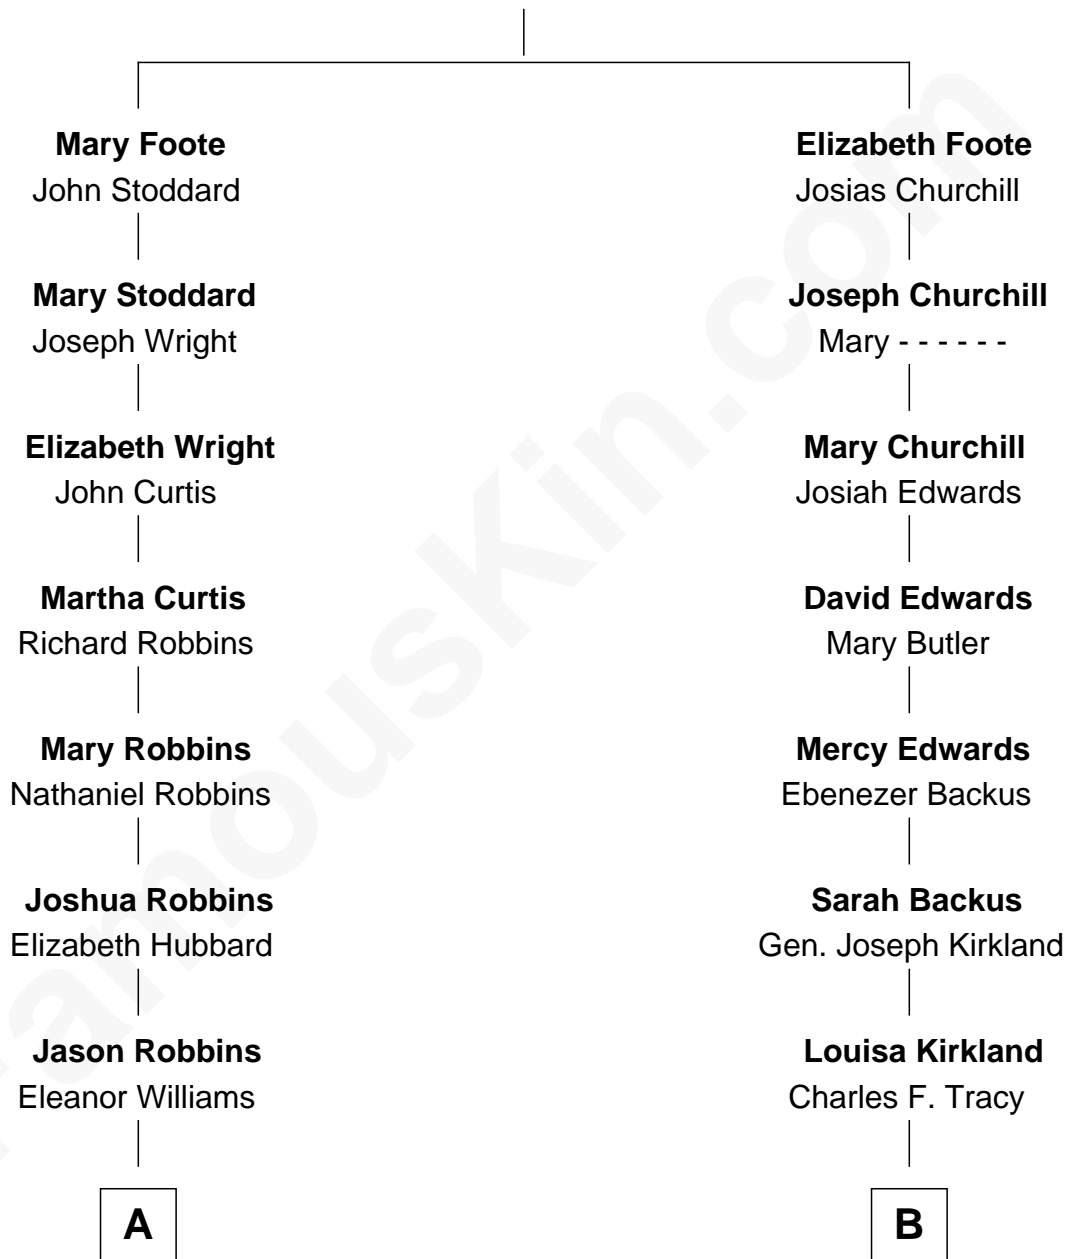 Mary Foote
John Stoddard
Elizabeth Foote
Josias Churchill
Mary Stoddard
Joseph Wright
Joseph Churchill
Mary - - - - - -
Elizabeth Wright
John Curtis
Mary Churchill
Josiah Edwards
Martha Curtis
Richard Robbins
David Edwards
Mary Butler
Mary Robbins
Nathaniel Robbins
Mercy Edwards
Ebenezer Backus
Joshua Robbins
Elizabeth Hubbard
Sarah Backus
Gen. Joseph Kirkland
Jason Robbins
Eleanor Williams
Louisa Kirkland
Charles F. Tracy
A
B
FamousKin.com